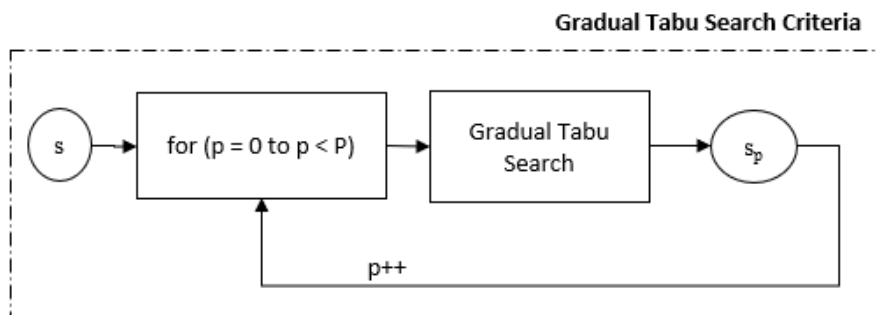 Gradual Tabu Search Criteria
s
for (p = 0 to p < P)
Gradual Tabu
Search
sₚ
p++